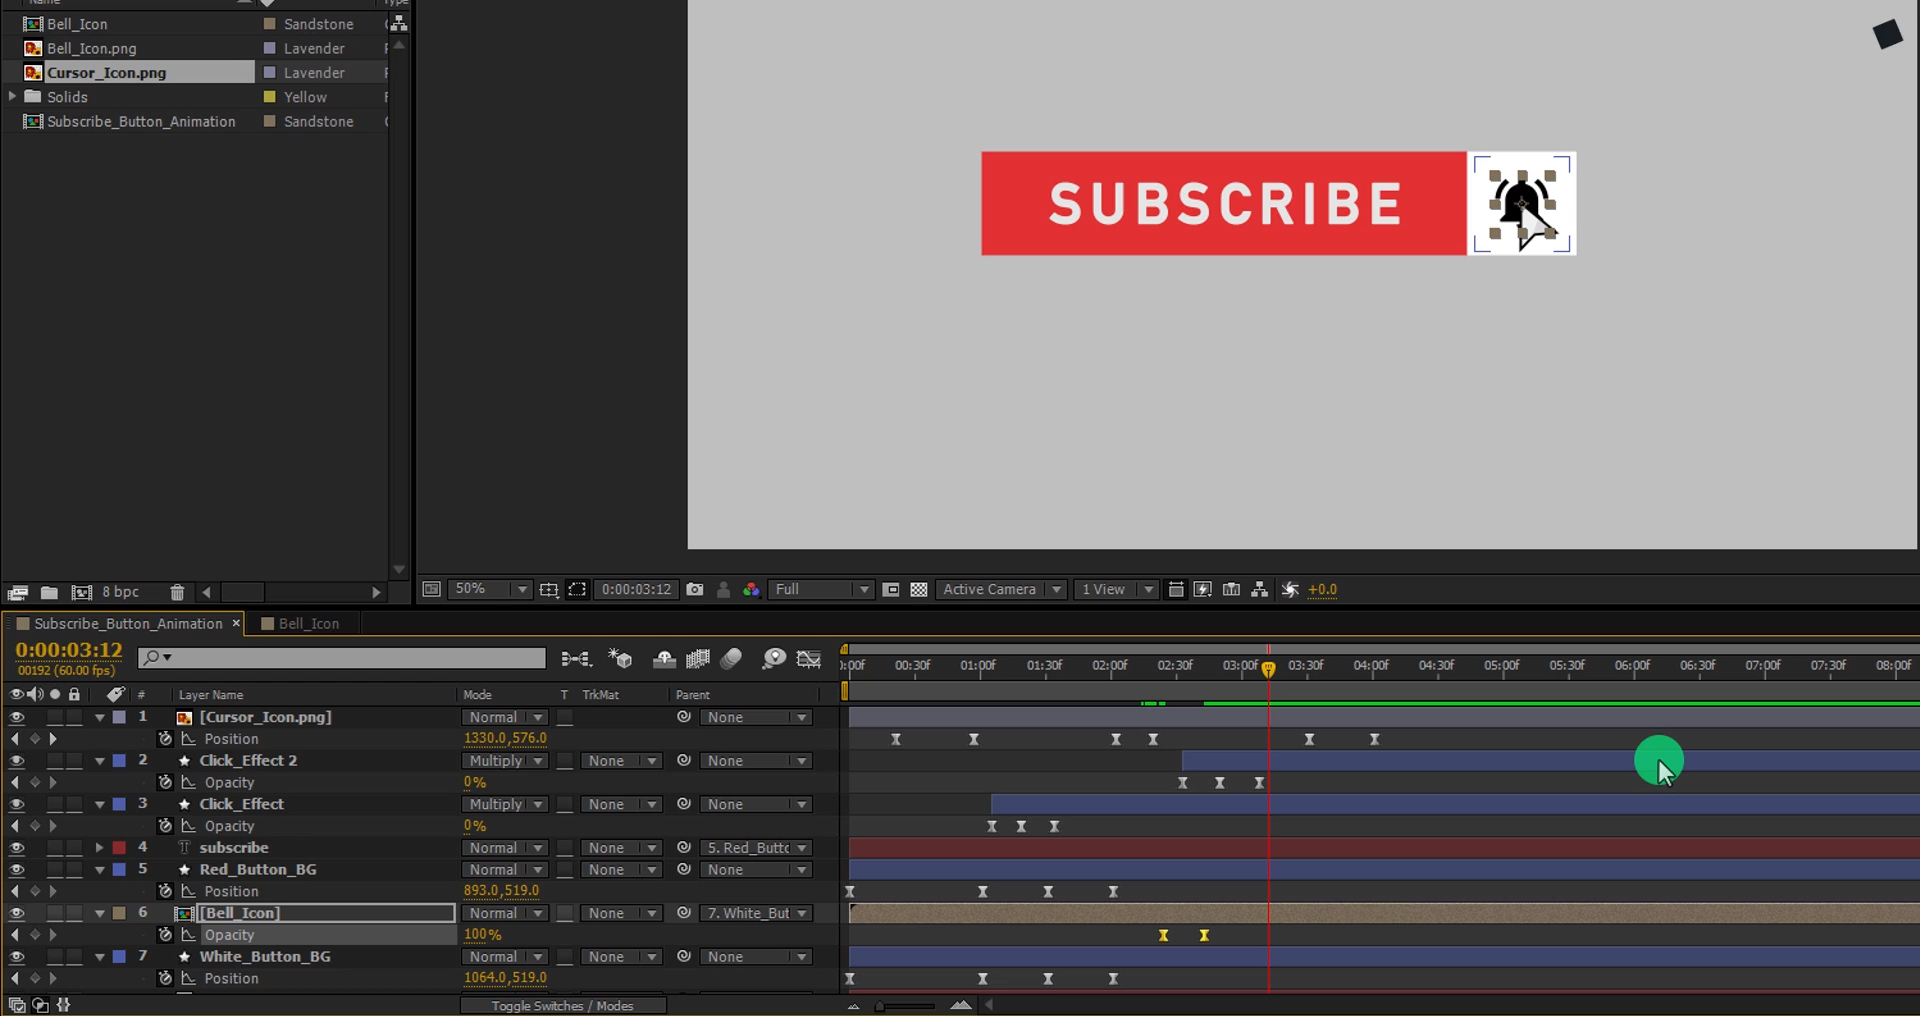 Name Type
Bell_Icon Sandstone
Bell_Icon.png Lavender
Cursor_Icon.png Lavender
Solids Yellow
Subscribe_Button_Animation Sandstone
SUBSCRIBE
8 bpc
50% 0:00:03:12 Full Active Camera 1 View +0.0
Subscribe_Button_Animation × Bell_Icon
0:00:03:12
00192 (60.00 fps)
:00f 00:30f 01:00f 01:30f 02:00f 02:30f 03:00f 03:30f 04:00f 04:30f 05:00f 05:30f 06:00f 06:30f 07:00f 07:30f 08:00f
# Layer Name Mode T TrkMat Parent
1 [Cursor_Icon.png] Normal None
Position 1330.0,576.0
2 Click_Effect 2 Multiply None None
Opacity 0%
3 Click_Effect Multiply None None
Opacity 0%
4 T subscribe Normal None 5. Red_Buttc
5 Red_Button_BG Normal None None
Position 893.0,519.0
6 [Bell_Icon] Normal None 7. White_But
Opacity 100%
7 White_Button_BG Normal None None
Position 1064.0,519.0
Toggle Switches / Modes